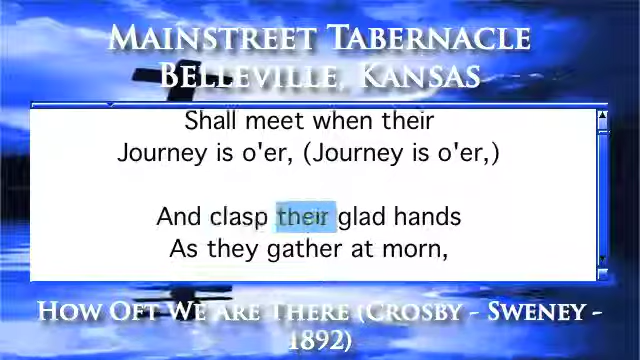 Mainstreet Tabernacle
Belleville, Kansas
Shall meet when their
Journey is o'er, (Journey is o'er,)
And clasp their glad hands
As they gather at morn,
How Oft We Are There (Crosby - Sweney -
1892)